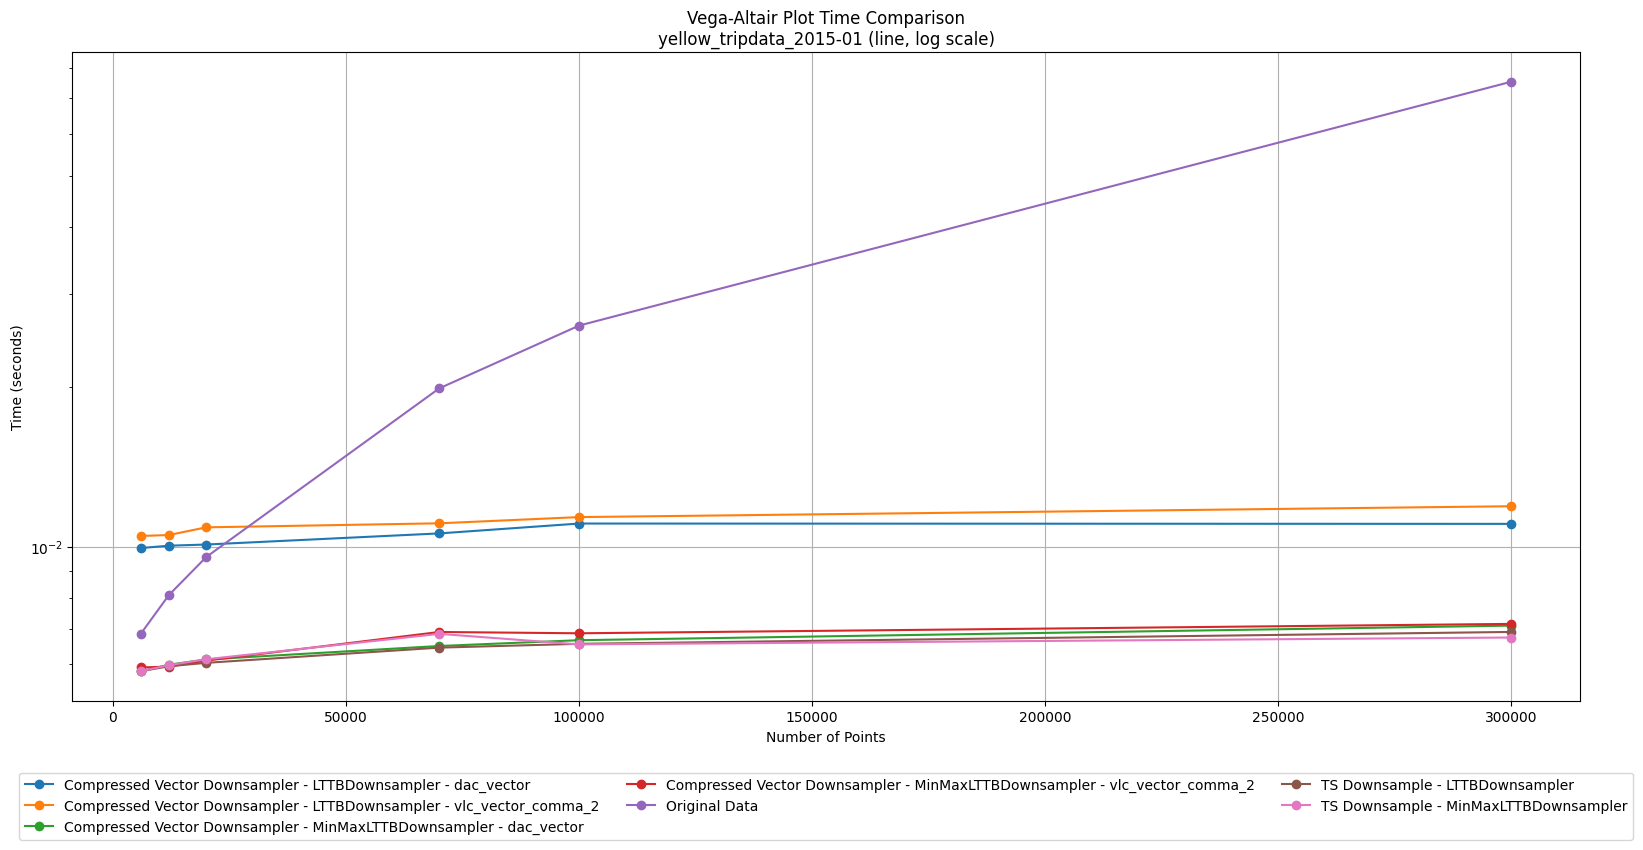 Vega-Altair Plot Time Comparison
yellow_tripdata_2015-01 (line, log scale)
Time (seconds)
10⁻²
0 50000 100000 150000 200000 250000 300000
Number of Points
Compressed Vector Downsampler - LTTBDownsampler - dac_vector
Compressed Vector Downsampler - LTTBDownsampler - vlc_vector_comma_2
Compressed Vector Downsampler - MinMaxLTTBDownsampler - dac_vector
Compressed Vector Downsampler - MinMaxLTTBDownsampler - vlc_vector_comma_2
Original Data
TS Downsample - LTTBDownsampler
TS Downsample - MinMaxLTTBDownsampler